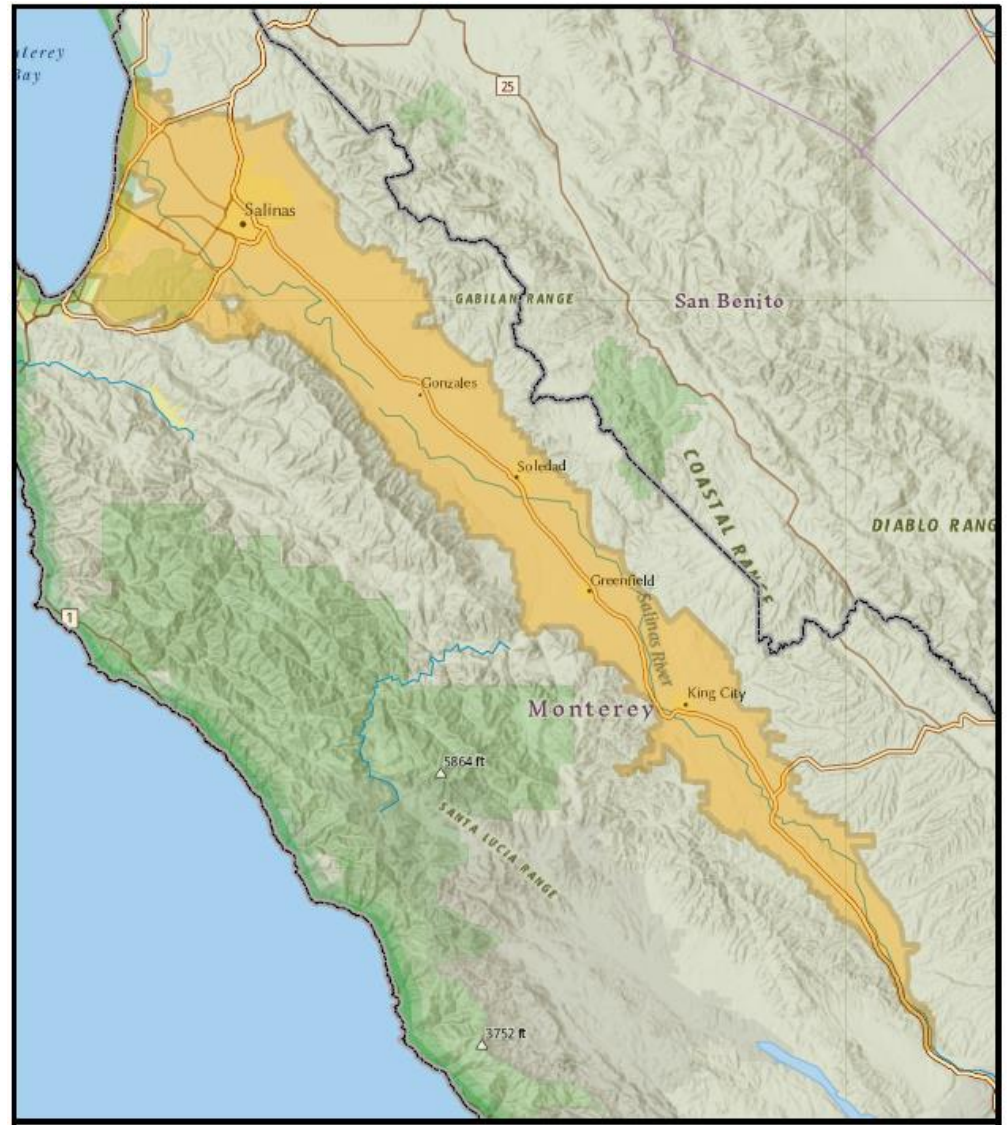 nterey
Bay
25
Salinas
GABILAN RANGE
San Benito
Gonzales
Soledad
COASTAL RANGE
DIABLO RANG
Greenfield
Salinas River
1
King City
Monterey
5864 ft
SANTA LUCIA RANGE
3752 ft